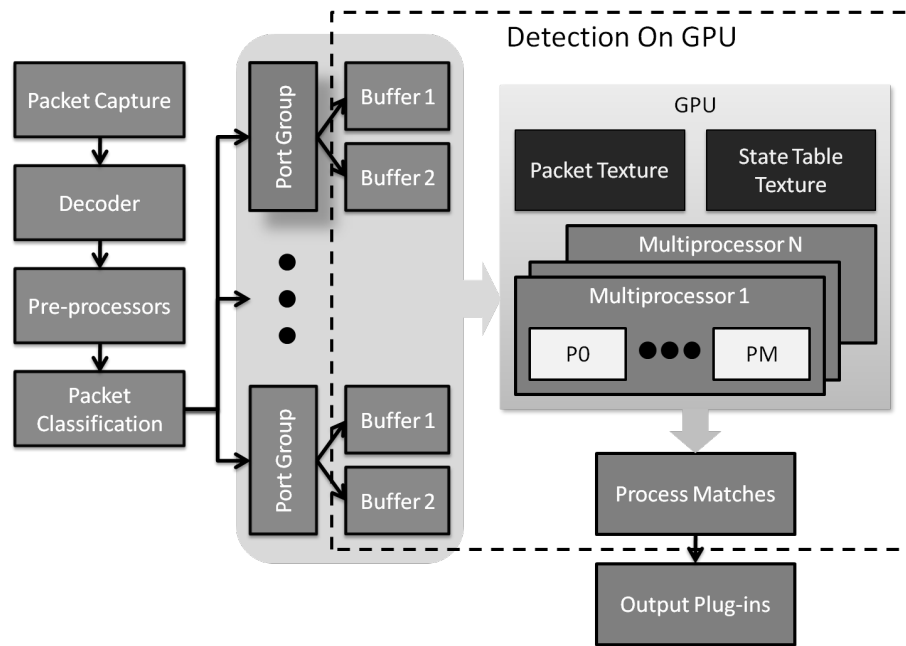 Detection On GPU
Packet Capture
Decoder
Pre-processors
Packet
Classification
Port Group
Buffer 1
Buffer 2
Port Group
Buffer 1
Buffer 2
GPU
Packet Texture
State Table
Texture
Multiprocessor N
Multiprocessor 1
P0
PM
Process Matches
Output Plug-ins